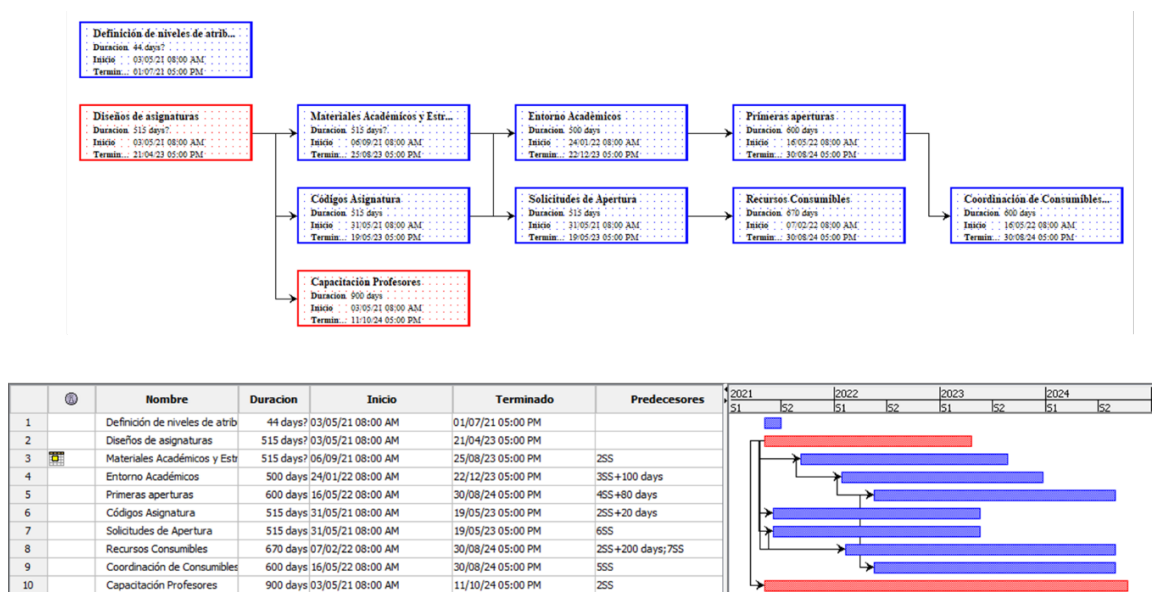 Definición de niveles de atrib...
Duracion 44 days?
Inicio 03/05/21 08:00 AM
Termin...: 01/07/21 05:00 PM
Diseños de asignaturas
Duracion 515 days?
Inicio 03/05/21 08:00 AM
Termin...: 21/04/23 05:00 PM
Materiales Académicos y Estr...
Duracion 515 days?
Inicio 06/09/21 08:00 AM
Termin...: 25/08/23 05:00 PM
Entorno Académicos
Duracion 500 days
Inicio 24/01/22 08:00 AM
Termin...: 22/12/23 05:00 PM
Primeras aperturas
Duracion 600 days
Inicio 16/05/22 08:00 AM
Termin...: 30/08/24 05:00 PM
Códigos Asignatura
Duracion 515 days
Inicio 31/05/21 08:00 AM
Termin...: 19/05/23 05:00 PM
Solicitudes de Apertura
Duracion 515 days
Inicio 31/05/21 08:00 AM
Termin...: 19/05/23 05:00 PM
Recursos Consumibles
Duracion 670 days
Inicio 07/02/22 08:00 AM
Termin...: 30/08/24 05:00 PM
Coordinación de Consumibles...
Duracion 600 days
Inicio 16/05/22 08:00 AM
Termin...: 30/08/24 05:00 PM
Capacitación Profesores
Duracion 900 days
Inicio 03/05/21 08:00 AM
Termin...: 11/10/24 05:00 PM
Nombre Duracion Inicio Terminado Predecesores
2021 2022 2023 2024
S1 S2 S1 S2 S1 S2 S1 S2
1 Definición de niveles de atrib 44 days? 03/05/21 08:00 AM 01/07/21 05:00 PM
2 Diseños de asignaturas 515 days? 03/05/21 08:00 AM 21/04/23 05:00 PM
3 Materiales Académicos y Estr 515 days? 06/09/21 08:00 AM 25/08/23 05:00 PM 2SS
4 Entorno Académicos 500 days 24/01/22 08:00 AM 22/12/23 05:00 PM 3SS+100 days
5 Primeras aperturas 600 days 16/05/22 08:00 AM 30/08/24 05:00 PM 4SS+80 days
6 Códigos Asignatura 515 days 31/05/21 08:00 AM 19/05/23 05:00 PM 2SS+20 days
7 Solicitudes de Apertura 515 days 31/05/21 08:00 AM 19/05/23 05:00 PM 6SS
8 Recursos Consumibles 670 days 07/02/22 08:00 AM 30/08/24 05:00 PM 2SS+200 days;7SS
9 Coordinación de Consumibles 600 days 16/05/22 08:00 AM 30/08/24 05:00 PM 5SS
10 Capacitación Profesores 900 days 03/05/21 08:00 AM 11/10/24 05:00 PM 2SS